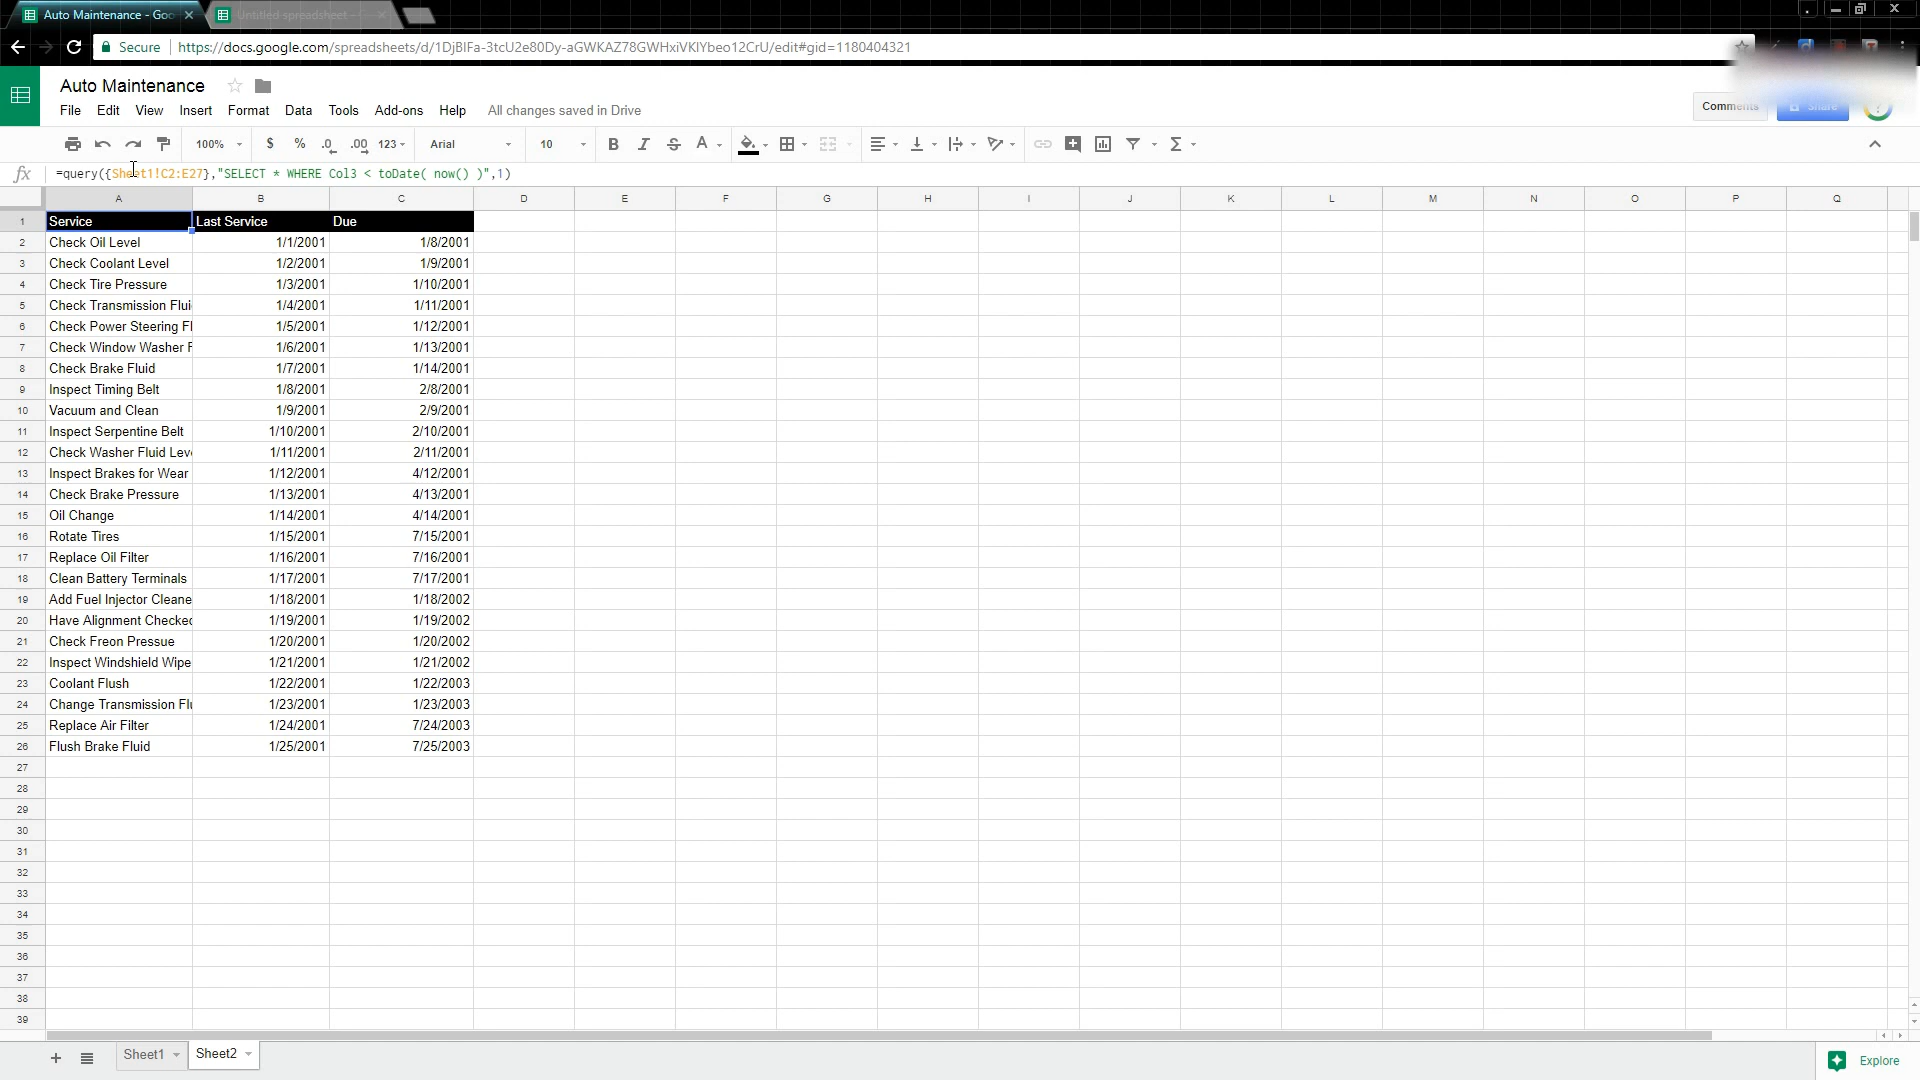 Auto Maintenance - Goo
Untitled spreadsheet -
Secure https://docs.google.com/spreadsheets/d/1DjBIFa-3tcU2e80Dy-aGWKAZ78GWHxiVKlYbeo12CrU/edit#gid=1180404321
Auto Maintenance
File Edit View Insert Format Data Tools Add-ons Help All changes saved in Drive
Comments Share
100% $ % .0 .00 123 Arial 10 B I S A Σ
fx =query({Sheet1!C2:E27},"SELECT * WHERE Col3 < toDate( now() )",1)
A B C D E F G H I J K L M N O P Q
1 Service Last Service Due
2 Check Oil Level 1/1/2001 1/8/2001
3 Check Coolant Level 1/2/2001 1/9/2001
4 Check Tire Pressure 1/3/2001 1/10/2001
5 Check Transmission Flui 1/4/2001 1/11/2001
6 Check Power Steering Fl 1/5/2001 1/12/2001
7 Check Window Washer F 1/6/2001 1/13/2001
8 Check Brake Fluid 1/7/2001 1/14/2001
9 Inspect Timing Belt 1/8/2001 2/8/2001
10 Vacuum and Clean 1/9/2001 2/9/2001
11 Inspect Serpentine Belt 1/10/2001 2/10/2001
12 Check Washer Fluid Lev 1/11/2001 2/11/2001
13 Inspect Brakes for Wear 1/12/2001 4/12/2001
14 Check Brake Pressure 1/13/2001 4/13/2001
15 Oil Change 1/14/2001 4/14/2001
16 Rotate Tires 1/15/2001 7/15/2001
17 Replace Oil Filter 1/16/2001 7/16/2001
18 Clean Battery Terminals 1/17/2001 7/17/2001
19 Add Fuel Injector Cleane 1/18/2001 1/18/2002
20 Have Alignment Checked 1/19/2001 1/19/2002
21 Check Freon Pressue 1/20/2001 1/20/2002
22 Inspect Windshield Wipe 1/21/2001 1/21/2002
23 Coolant Flush 1/22/2001 1/22/2003
24 Change Transmission Flu 1/23/2001 1/23/2003
25 Replace Air Filter 1/24/2001 7/24/2003
26 Flush Brake Fluid 1/25/2001 7/25/2003
27
28
29
30
31
32
33
34
35
36
37
38
39
Sheet1 Sheet2 Explore